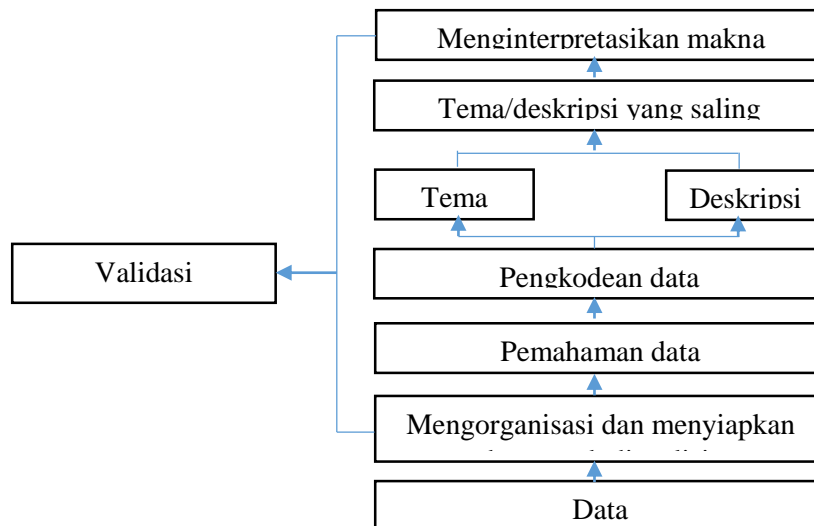 Menginterpretasikan makna
Tema/deskripsi yang saling
Tema
Deskripsi
Validasi
Pengkodean data
Pemahaman data
Mengorganisasi dan menyiapkan
Data